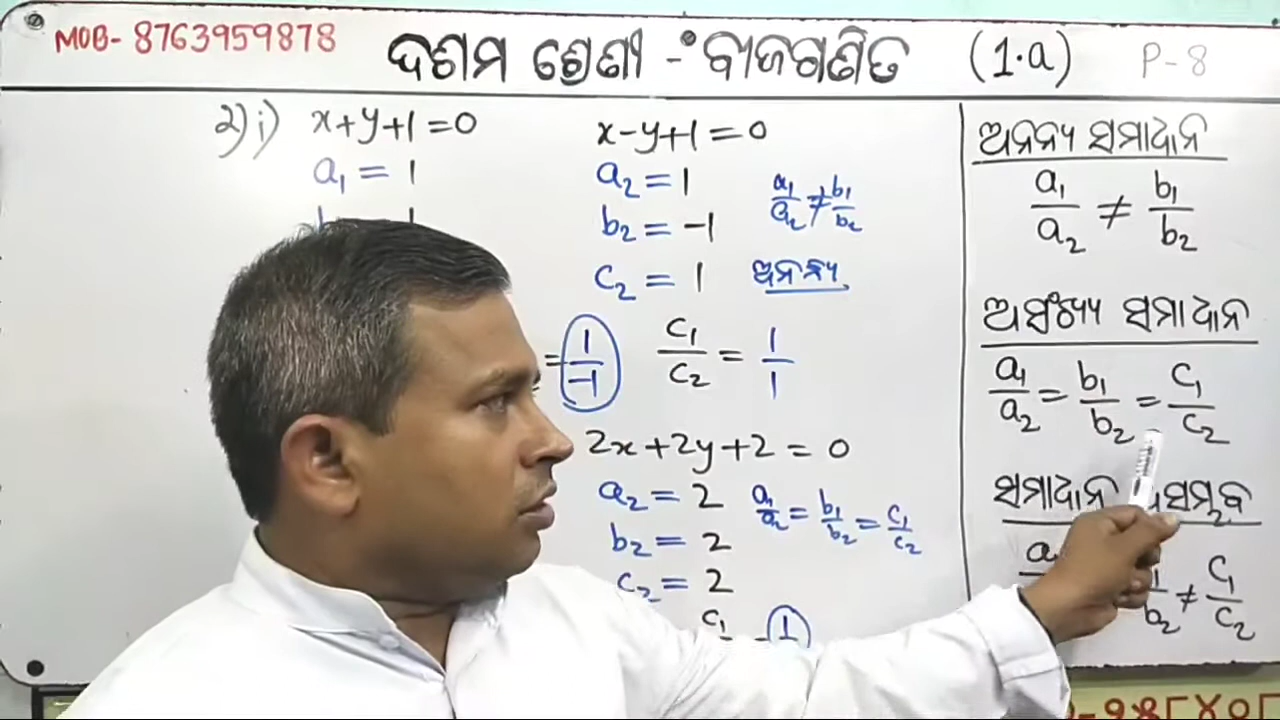 MOB- 8763959878
ଦଶମ ଶ୍ରେଣୀ - ବୀଜଗଣିତ (1.a) P-8
2) i) x+y+1=0
a₁ = 1
x-y+1=0
a₂ = 1
b₂ = -1
c₂ = 1
a₁/a₂ ≠ b₁/b₂
ଅନନ୍ୟ
= 1/-1
c₁/c₂ = 1/1
2x+2y+2 = 0
a₂ = 2
b₂ = 2
c₂ = 2
a₁/a₂ = b₁/b₂ = c₁/c₂
c₁
1
ଅନନ୍ୟ ସମାଧାନ
a₁/a₂ ≠ b₁/b₂
ଅସଂଖ୍ୟ ସମାଧାନ
a₁/a₂ = b₁/b₂ = c₁/c₂
ସମାଧାନ
≠ c₁/c₂